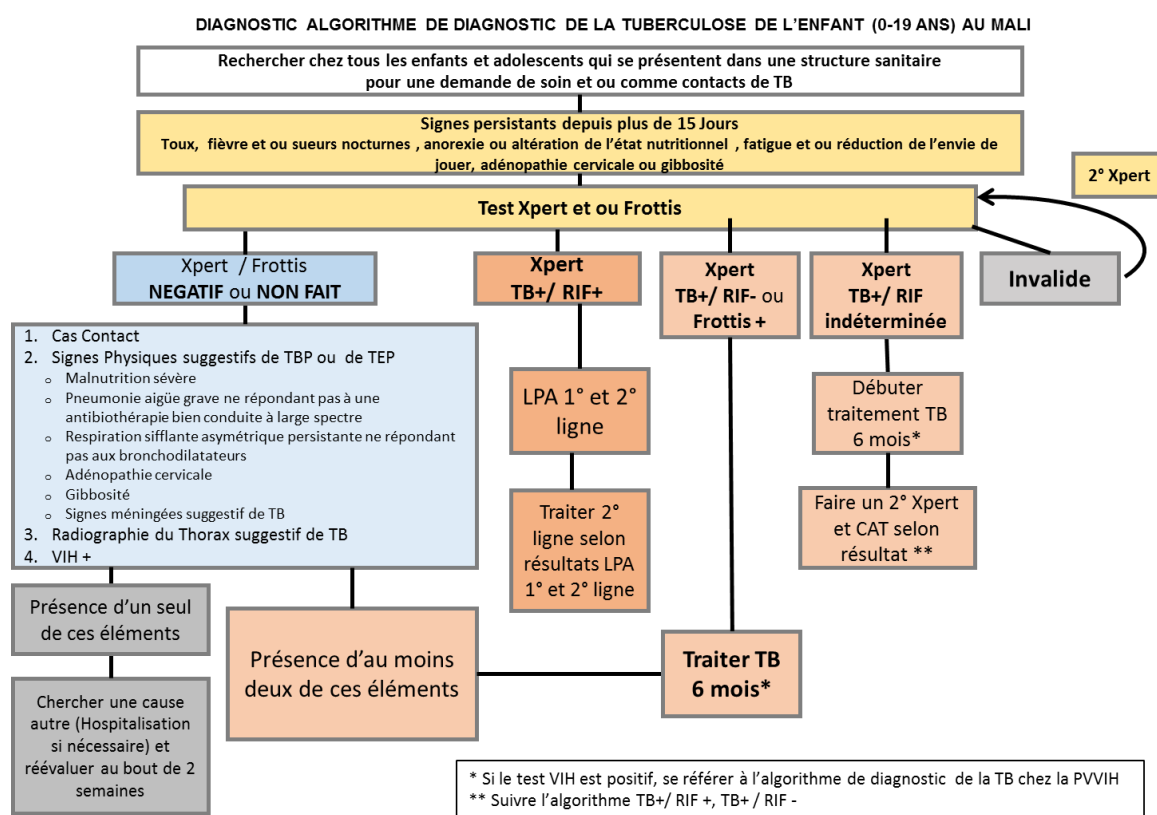 DIAGNOSTIC ALGORITHME DE DIAGNOSTIC DE LA TUBERCULOSE DE L'ENFANT (0-19 ANS) AU MALI
Rechercher chez tous les enfants et adolescents qui se présentent dans une structure sanitaire
pour une demande de soin et ou comme contacts de TB
Signes persistants depuis plus de 15 Jours
Toux, fièvre et ou sueurs nocturnes , anorexie ou altération de l'état nutritionnel , fatigue et ou réduction de l'envie de
jouer, adénopathie cervicale ou gibbosité
2° Xpert
Test Xpert et ou Frottis
Xpert / Frottis
NEGATIF ou NON FAIT
Xpert
TB+/ RIF+
Xpert
TB+/ RIF- ou
Frottis +
Xpert
TB+/ RIF
indéterminée
Invalide
1. Cas Contact
2. Signes Physiques suggestifs de TBP ou de TEP
o Malnutrition sévère
o Pneumonie aigüe grave ne répondant pas à une
antibiothérapie bien conduite à large spectre
o Respiration sifflante asymétrique persistante ne répondant
pas aux bronchodilatateurs
o Adénopathie cervicale
o Gibbosité
o Signes méningées suggestif de TB
3. Radiographie du Thorax suggestif de TB
4. VIH +
LPA 1° et 2°
ligne
Traiter 2°
ligne selon
résultats LPA
1° et 2° ligne
Débuter
traitement TB
6 mois*
Faire un 2° Xpert
et CAT selon
résultat **
Présence d'un seul
de ces éléments
Présence d'au moins
deux de ces éléments
Traiter TB
6 mois*
Chercher une cause
autre (Hospitalisation
si nécessaire) et
réévaluer au bout de 2
semaines
* Si le test VIH est positif, se référer à l'algorithme de diagnostic de la TB chez la PVVIH
** Suivre l'algorithme TB+/ RIF +, TB+ / RIF -